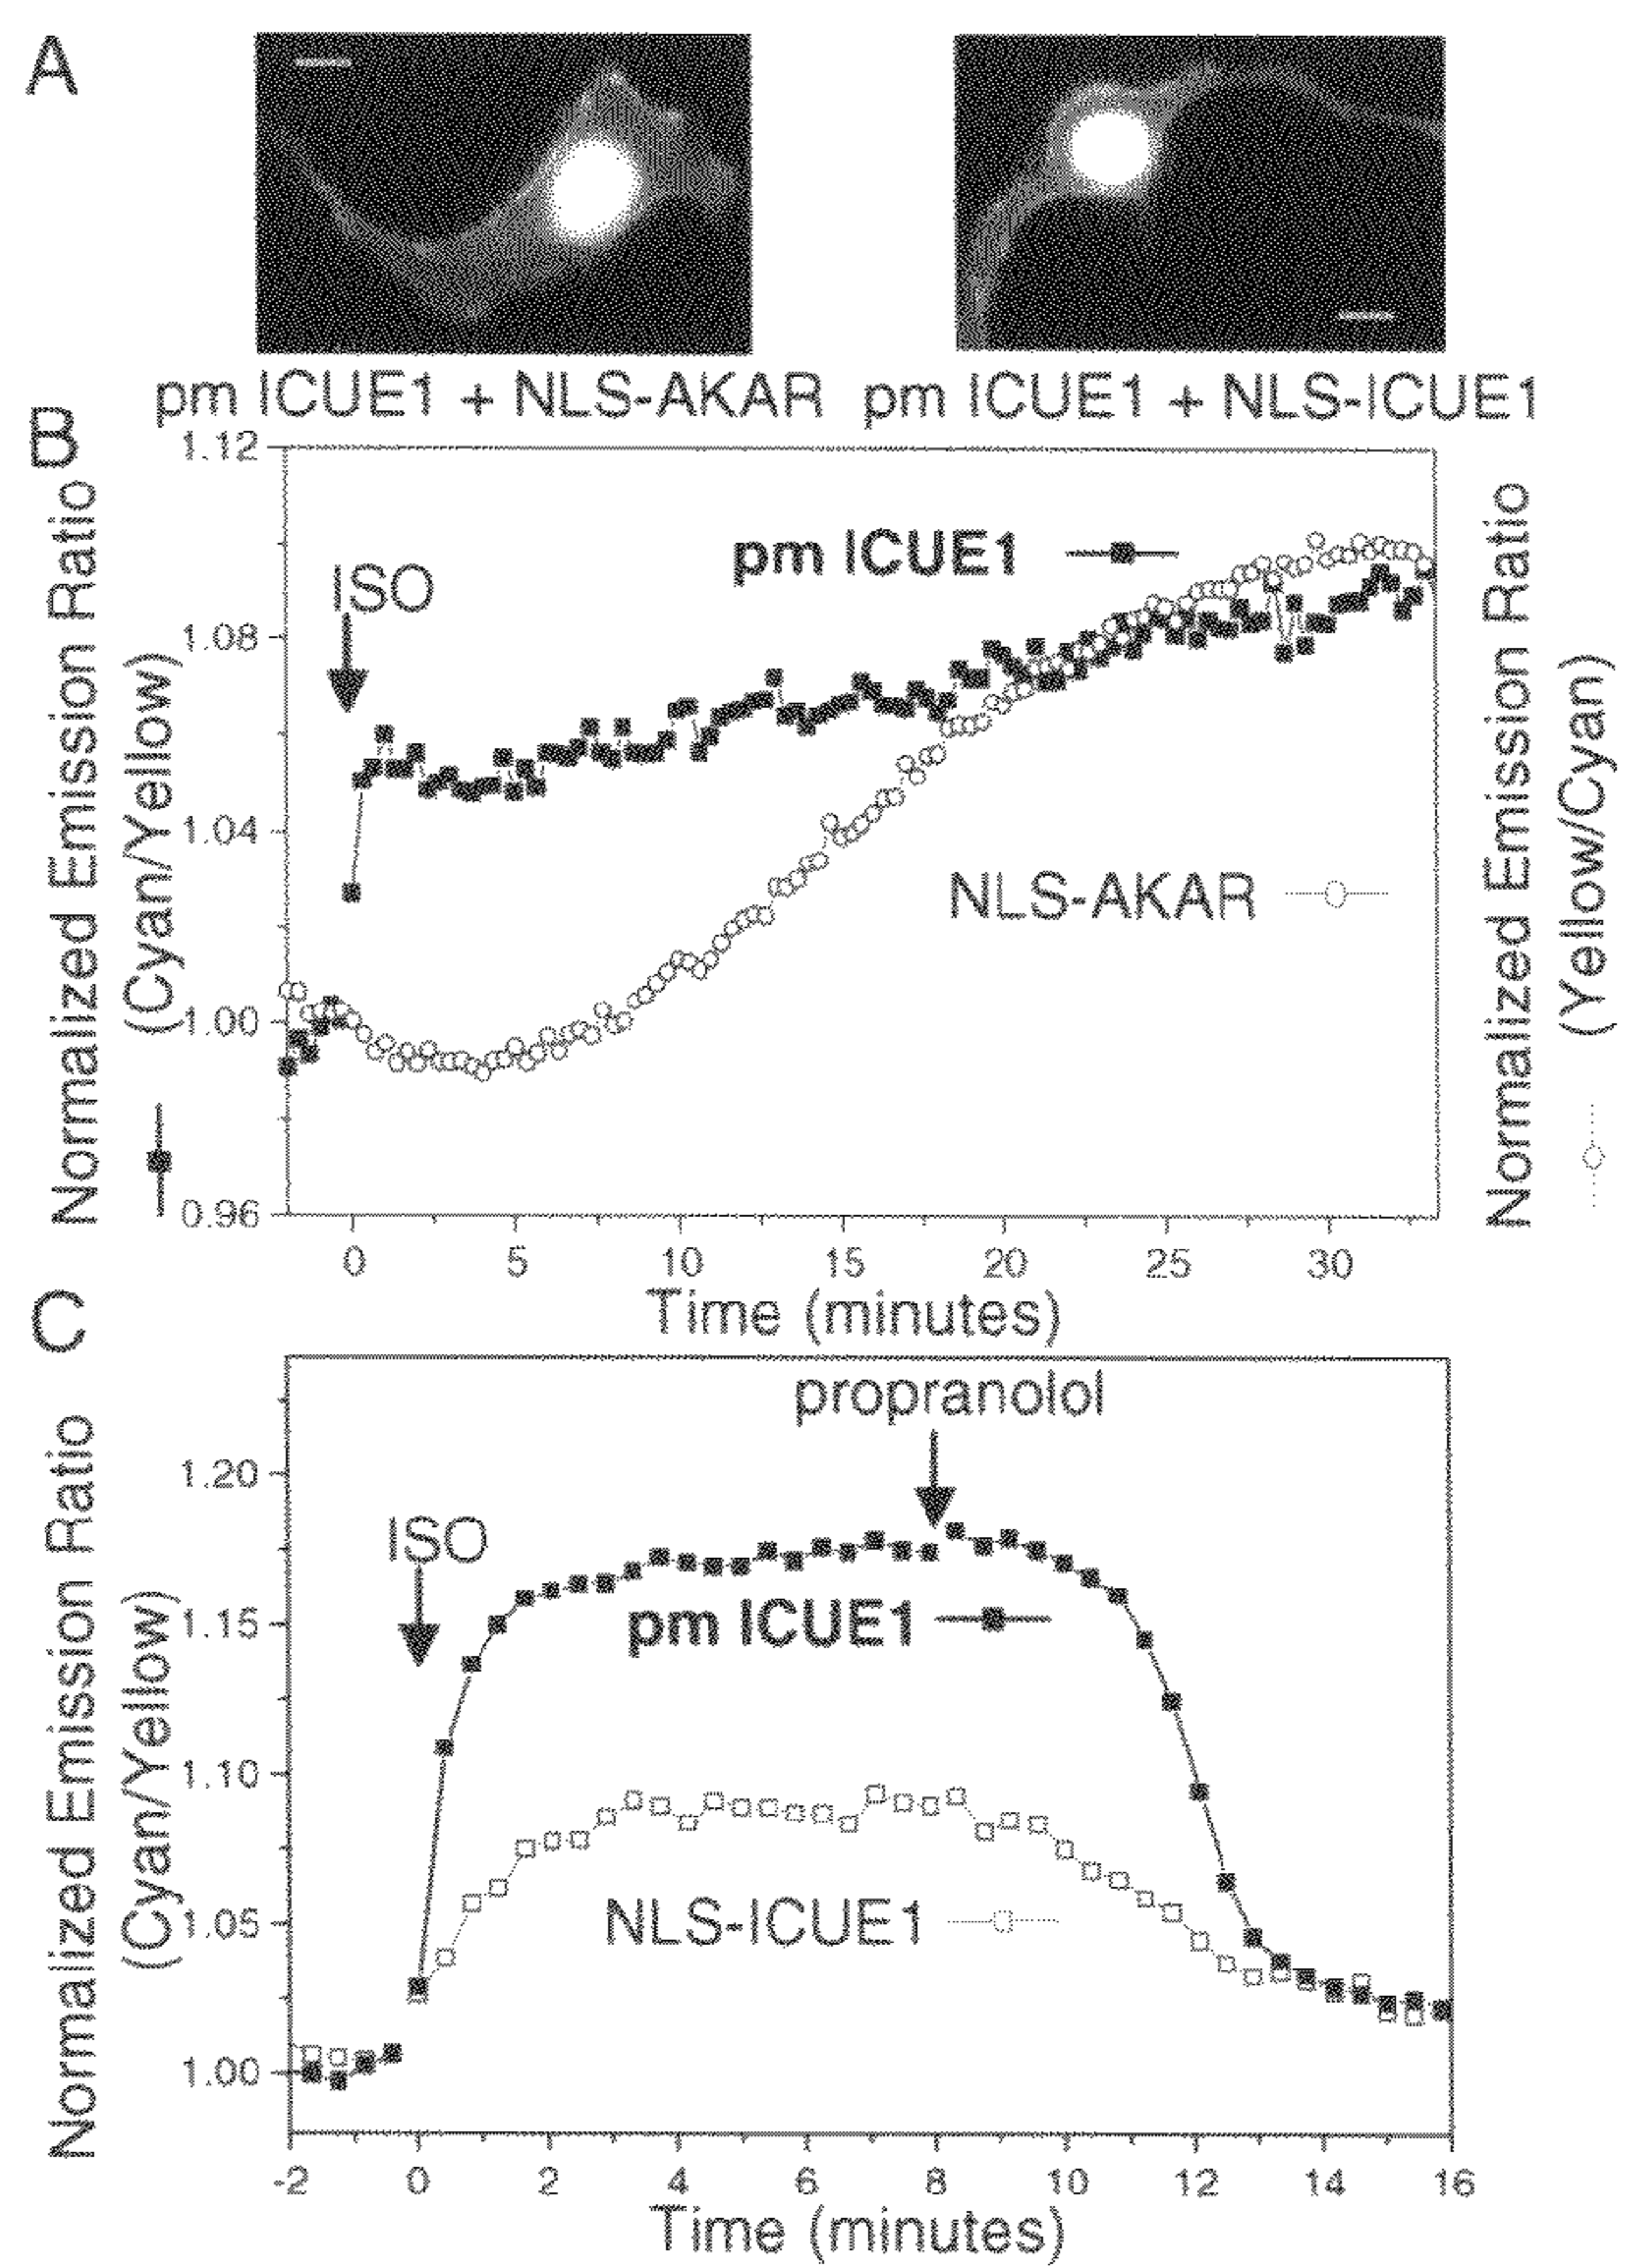 A
pm ICUE1 + NLS-AKAR
pm ICUE1 + NLS-ICUE1
B
Normalized Emission Ratio
(Cyan/Yellow)
1.12
1.08
1.04
1.00
0.96
ISO
pm ICUE1
NLS-AKAR
Normalized Emission Ratio
(Yellow/Cyan)
0 5 10 15 20 25 30
Time (minutes)
C
Normalized Emission Ratio
(Cyan/Yellow)
1.20
1.15
1.10
1.05
1.00
propranolol
ISO
pm ICUE1
NLS-ICUE1
-2 0 2 4 6 8 10 12 14 16
Time (minutes)